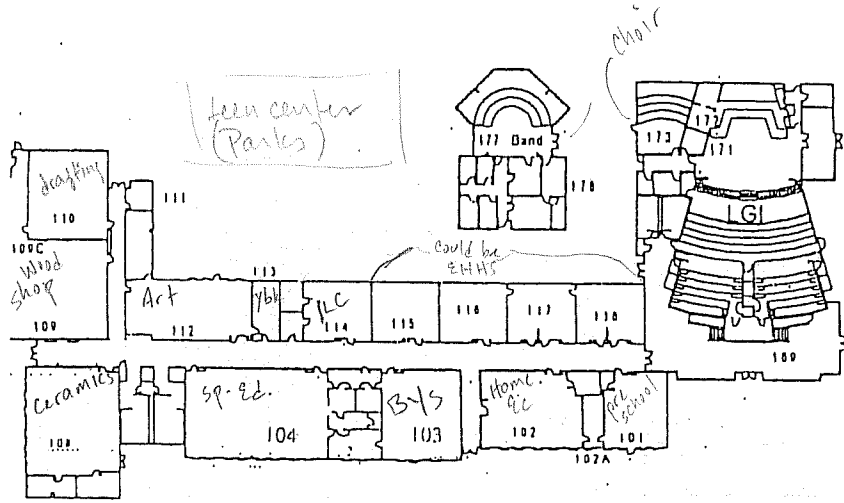 Choir
teen center
(Parks)
177 Band
178
173
172
171
LGI
169
drafting
110
111
109C
Wood
shop
109
113
could be
EHHS
Art
112
ybk
114
115
116
117
118
Ceramics
108
Sp. Ed.
104
BYS
103
Home
Ec
102
102A
pre
school
101